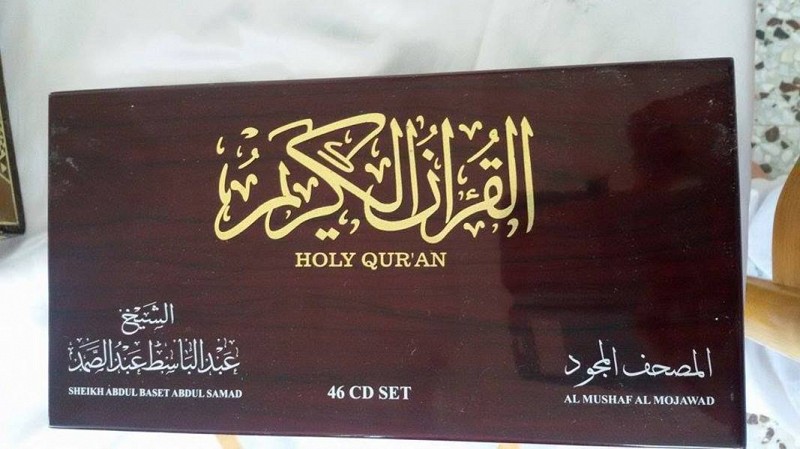 القرآن الكريم
HOLY QUR'AN
الشيخ
عبد الباسط عبد الصمد
SHEIKH ABDUL BASET ABDUL SAMAD
46 CD SET
المصحف المجود
AL MUSHAF AL MOJAWAD